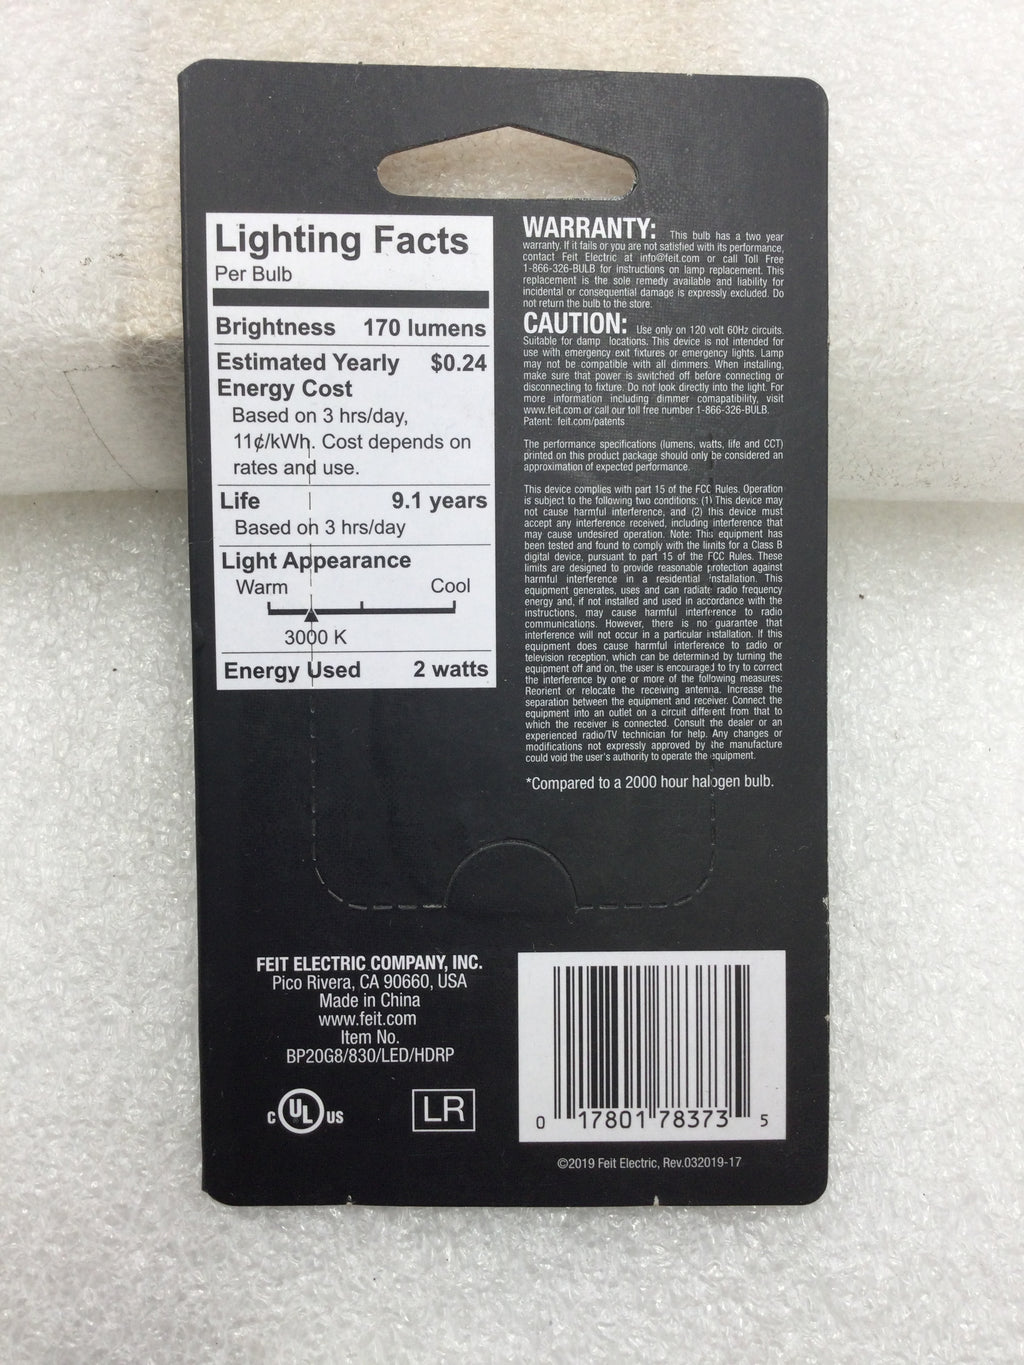 Lighting Facts
Per Bulb
Brightness 170 lumens
Estimated Yearly $0.24
Energy Cost
Based on 3 hrs/day,
11¢/kWh. Cost depends on
rates and use.
Life 9.1 years
Based on 3 hrs/day
Light Appearance
Warm Cool
3000 K
Energy Used 2 watts
WARRANTY: This bulb has a two year
warranty. If it fails or you are not satisfied with its performance,
contact Feit Electric at info@feit.com or call Toll Free
1-866-326-BULB for instructions on lamp replacement. This
replacement is the sole remedy available and liability for
incidental or consequential damage is expressly excluded. Do
not return the bulb to the store.
CAUTION: Use only on 120 volt 60Hz circuits.
Suitable for damp locations. This device is not intended for
use with emergency exit fixtures or emergency lights. Lamp
may not be compatible with all dimmers. When installing,
make sure that power is switched off before connecting or
disconnecting to fixture. Do not look directly into the light. For
more information including dimmer comapatibility, visit
www.feit.com or call our toll free number 1-866-326-BULB.
Patent: feit.com/patents
The performance specifications (lumens, watts, life and CCT)
printed on this product package should only be considered an
approximation of expected performance.
This device complies with part 15 of the FCC Rules. Operation
is subject to the following two conditions: (1) This device may
not cause harmful interference, and (2) this device must
accept any interference received, including interference that
may cause undesired operation. Note: This equipment has
been tested and found to comply with the limits for a Class B
digital device, pursuant to part 15 of the FCC Rules. These
limits are designed to provide reasonable protection against
harmful interference in a residential installation. This
equipment generates, uses and can radiate radio frequency
energy and, if not installed and used in accordance with the
instructions, may cause harmful interference to radio
communications. However, there is no guarantee that
interference will not occur in a particular installation. If this
equipment does cause harmful interference to radio or
television reception, which can be determined by turning the
equipment off and on, the user is encouraged to try to correct
the interference by one or more of the following measures:
Reorient or relocate the receiving antenna. Increase the
separation between the equipment and receiver. Connect the
equipment into an outlet on a circuit different from that to
which the receiver is connected. Consult the dealer or an
experienced radio/TV technician for help. Any changes or
modifications not expressly approved by the manufacture
could void the user's authority to operate the equipment.
*Compared to a 2000 hour halogen bulb.
FEIT ELECTRIC COMPANY, INC.
Pico Rivera, CA 90660, USA
Made in China
www.feit.com
Item No.
BP20G8/830/LED/HDRP
C UL US
LR
0 17801 78373 5
©2019 Feit Electric, Rev.032019-17